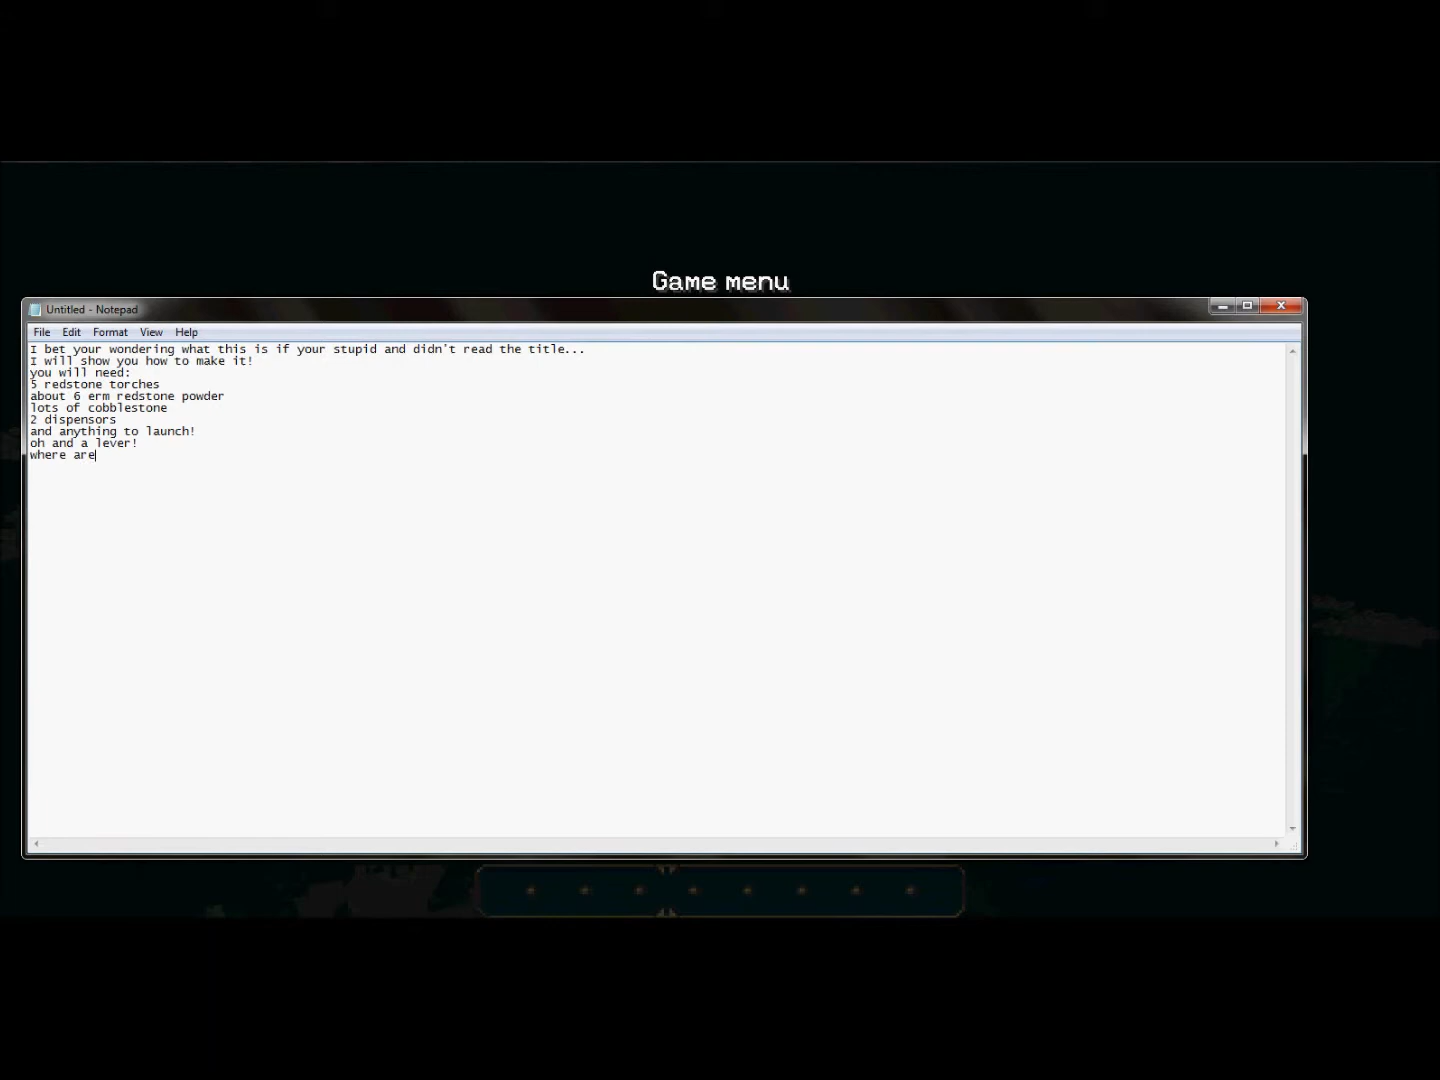 Game menu
Untitled - Notepad
File Edit Format View Help
I bet your wondering what this is if your stupid and didn't read the title...
I will show you how to make it!
you will need:
5 redstone torches
about 6 erm redstone powder
lots of cobblestone
2 dispensors
and anything to launch!
oh and a lever!
where are